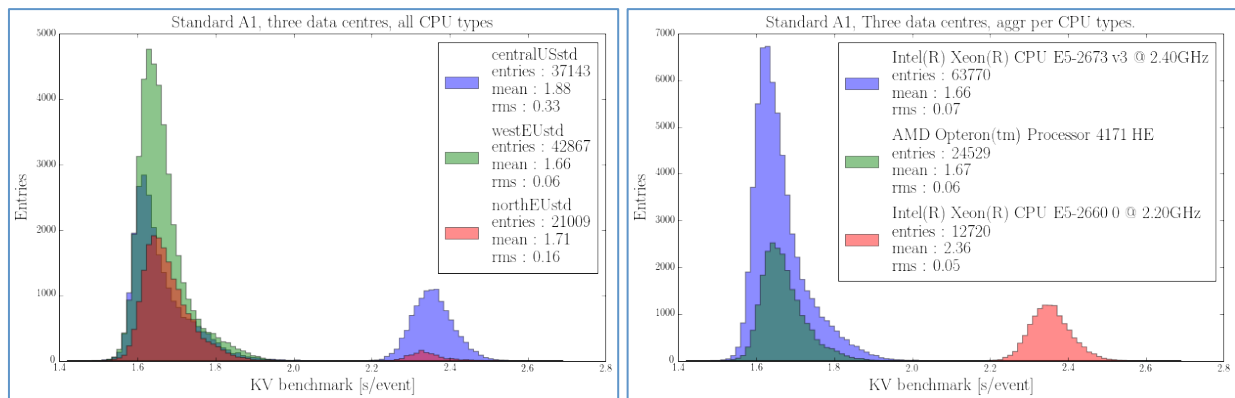 Standard A1, three data centres, all CPU types
5000
4000
3000
2000
1000
0
Entries
centralUSstd
entries : 37143
mean : 1.88
rms : 0.33
westEUstd
entries : 42867
mean : 1.66
rms : 0.06
northEUstd
entries : 21009
mean : 1.71
rms : 0.16
1.4 1.6 1.8 2.0 2.2 2.4 2.6 2.8
KV benchmark [s/event]
Standard A1, Three data centres, aggr per CPU types.
7000
6000
5000
4000
3000
2000
1000
0
Entries
Intel(R) Xeon(R) CPU E5-2673 v3 @ 2.40GHz
entries : 63770
mean : 1.66
rms : 0.07
AMD Opteron(tm) Processor 4171 HE
entries : 24529
mean : 1.67
rms : 0.06
Intel(R) Xeon(R) CPU E5-2660 0 @ 2.20GHz
entries : 12720
mean : 2.36
rms : 0.05
1.4 1.6 1.8 2.0 2.2 2.4 2.6 2.8
KV benchmark [s/event]